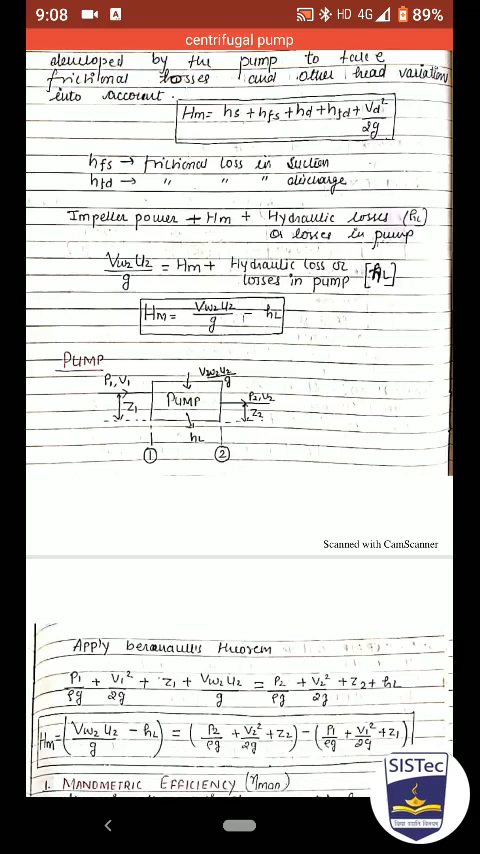 9:08
HD 4G 89%
centrifugal pump
developed by the pump to take
frictional losses and other head variation
into account.
Hm= hs + hfs + hd + hfd + Vd²/2g
hfs → frictional loss in suction
hfd → " " " discharge
Impeller power + Hm + Hydraulic losses (hL)
or losses in pump
Vw2 U2/g = Hm + Hydraulic loss or
losses in pump [hL]
Hm = Vw2 U2/g - hL
PUMP
P1, V1
Z1
Vw2 U2/g
PUMP
P2, V2
Z2
hL
1 2
Scanned with CamScanner
Apply beranaulis theorem
P1/ρg + V1²/2g + Z1 + Vw2 U2/g = P2/ρg + V2²/2g + Z2 + hL
Hm = (Vw2 U2/g - hL) = (P2/ρg + V2²/2g + Z2) - (P1/ρg + V1²/2g + Z1)
1. MANOMETRIC EFFICIENCY (ηman)
SISTec